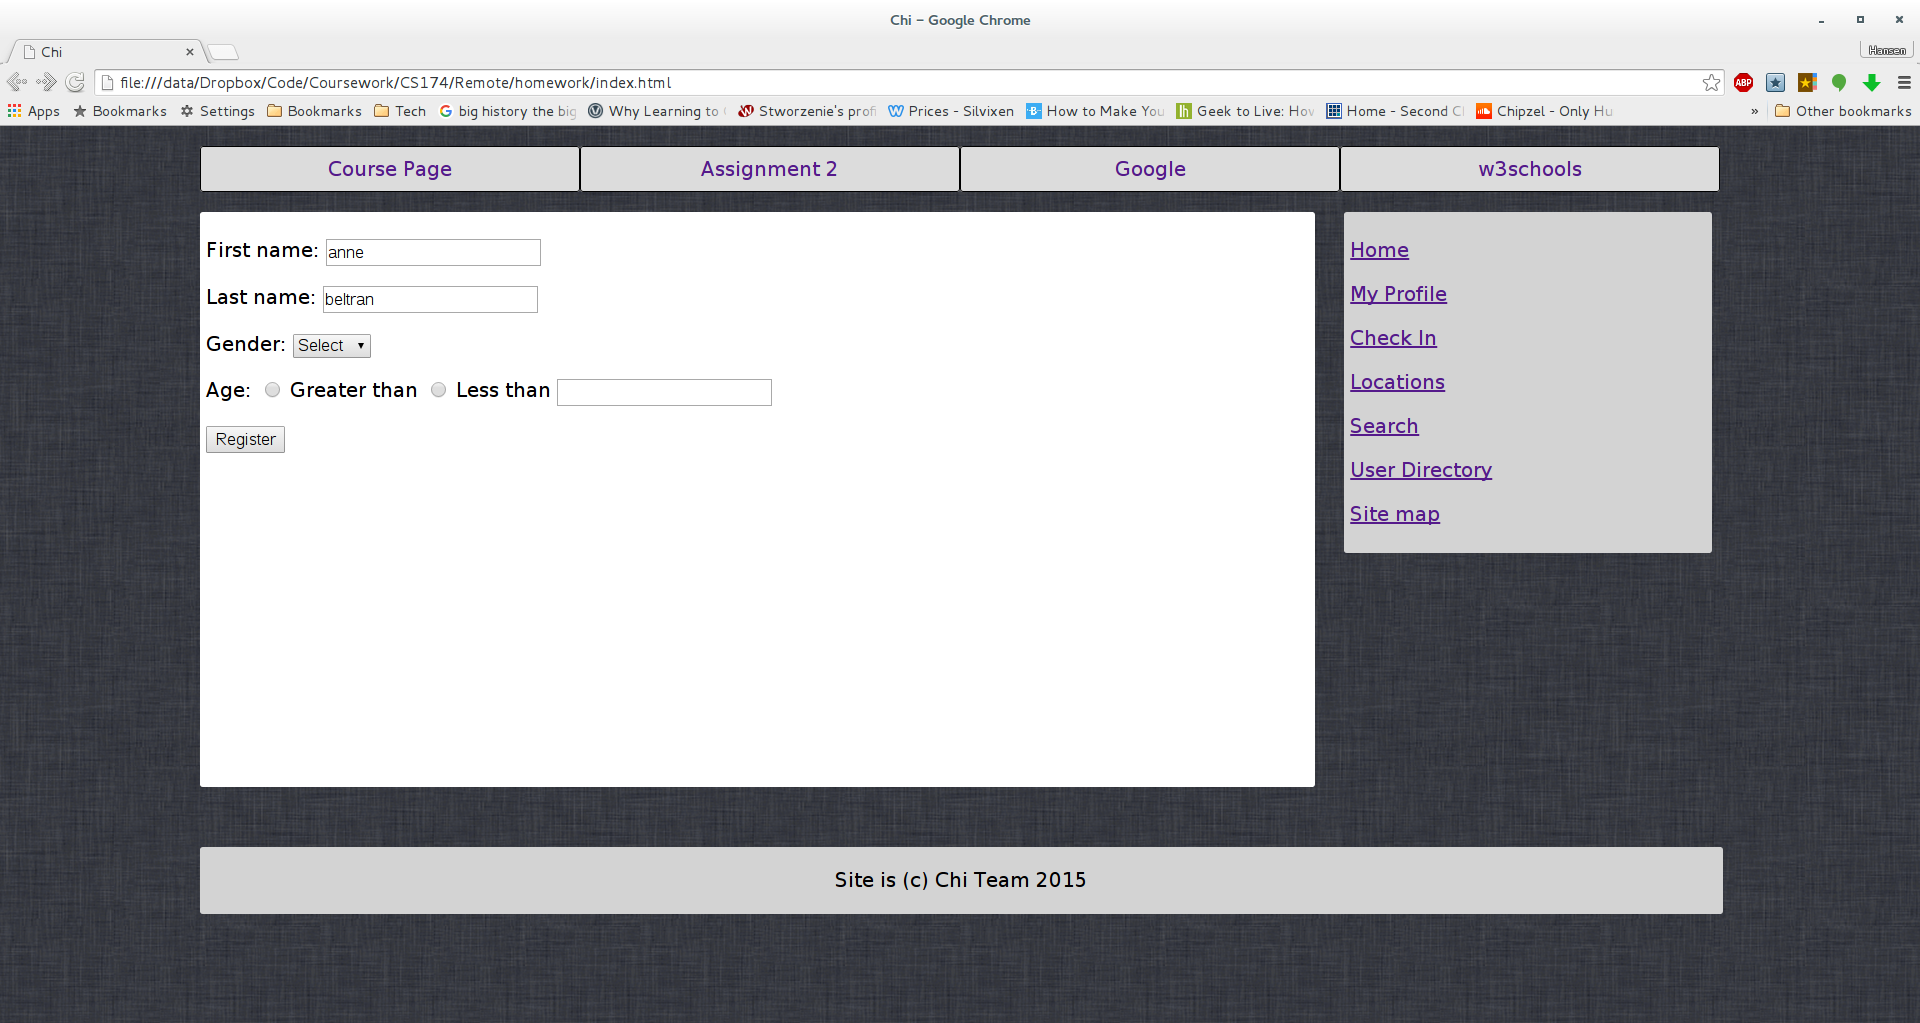 Chi - Google Chrome
Chi
Hansen
file:///data/Dropbox/Code/Coursework/CS174/Remote/homework/index.html
ABP
Apps Bookmarks Settings Bookmarks Tech big history the big Why Learning to Stworzenie's prof Prices - Silvixen How to Make You Geek to Live: How Home - Second C Chipzel - Only Hu » Other bookmarks
Course Page Assignment 2 Google w3schools
First name: anne
Last name: beltran
Gender: Select
Age: Greater than Less than
Register
Home
My Profile
Check In
Locations
Search
User Directory
Site map
Site is (c) Chi Team 2015